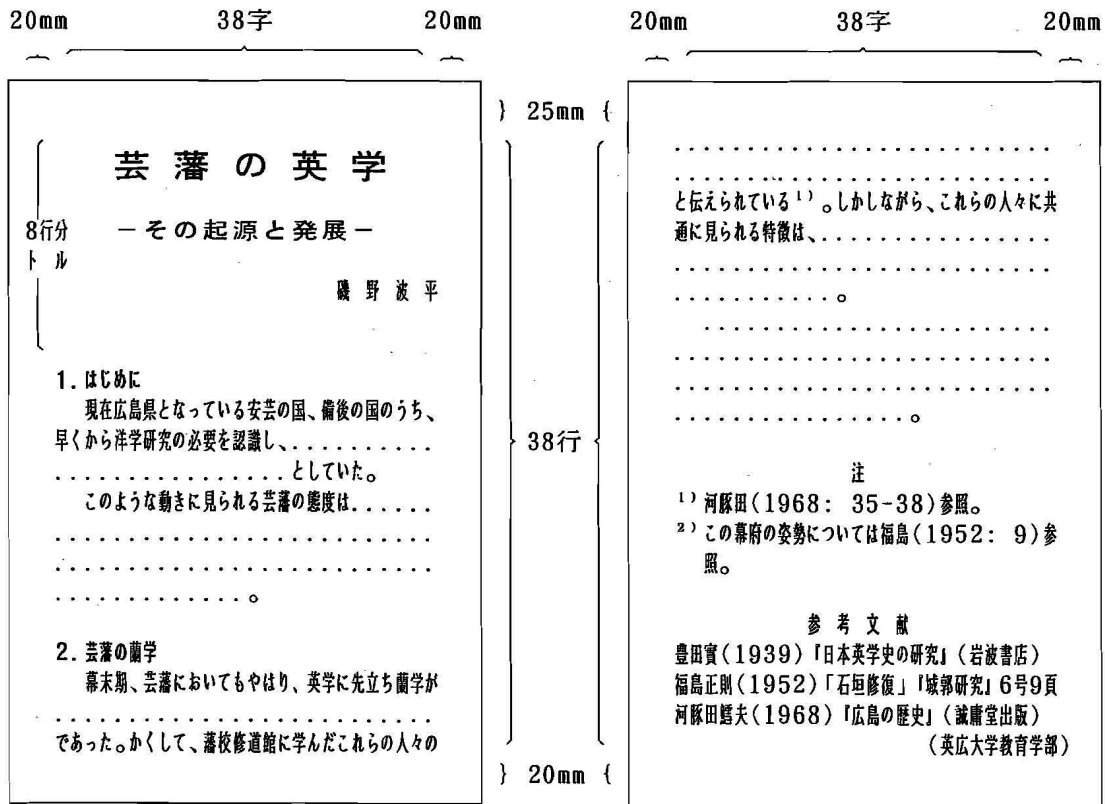 20mm 38字 20mm
芸藩の英学
8行分
トル
－その起源と発展－
磯野波平
1. はじめに
現在広島県となっている安芸の国、備後の国のうち、
早くから洋学研究の必要を認識し、...........
.................としていた。
このような動きに見られる芸藩の態度は......
............................
............................
...............。
2. 芸藩の蘭学
幕末期、芸藩においてもやはり、英学に先立ち蘭学が
............................
であった。かくして、藩校修道館に学んだこれらの人々の
} 25mm {
38行
} 20mm {
20mm 38字 20mm
............................
............................
と伝えられている¹⁾。しかしながら、これらの人々に共
通に見られる特徴は、..................
............................
............。
..........................
............................
............................
..................。
注
¹⁾ 河豚田(1968: 35-38)参照。
²⁾ この幕府の姿勢については福島(1952: 9)参
照。
参考文献
豊田實(1939)『日本英学史の研究』(岩波書店)
福島正則(1952)「石垣修復」『城郭研究』6号9頁
河豚田鱈夫(1968)『広島の歴史』(誠庸堂出版)
(英広大学教育学部)